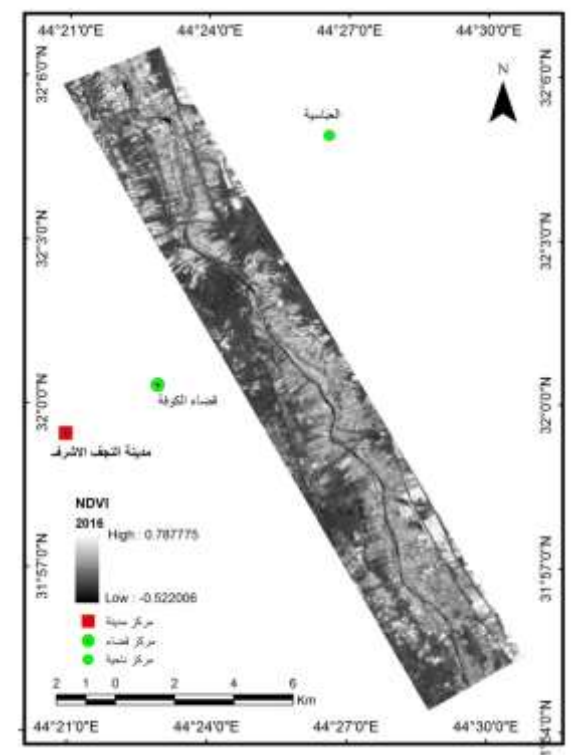 44°21'0"E 44°24'0"E 44°27'0"E 44°30'0"E
32°6'0"N
32°6'0"N
N
العباسية
32°3'0"N
32°3'0"N
قضاء الكوفة
32°0'0"N
32°0'0"N
مدينة النجف الاشرف
NDVI
2016
High : 0.787775
Low : -0.522006
31°57'0"N
31°57'0"N
مركز مدينة
مركز قضاء
مركز ناحية
2 1 0 2 4 6
Km
44°21'0"E 44°24'0"E 44°27'0"E 44°30'0"E